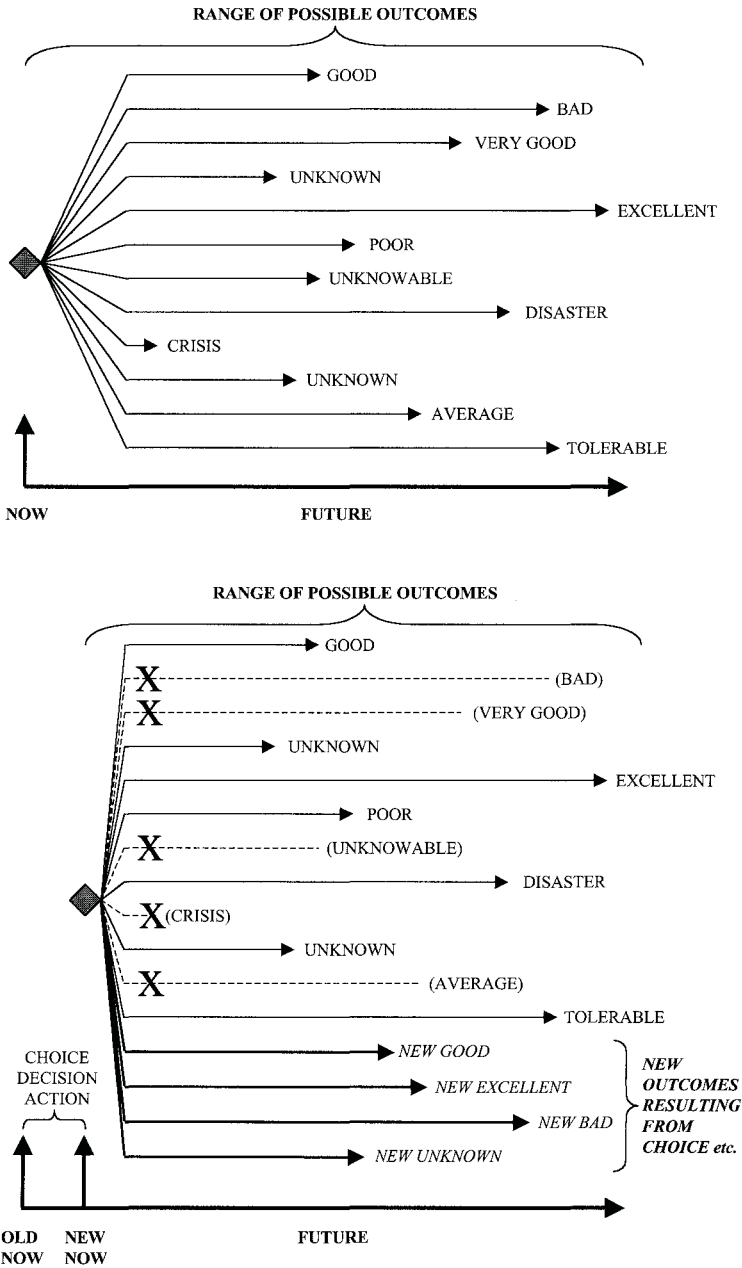 RANGE OF POSSIBLE OUTCOMES
GOOD
BAD
VERY GOOD
UNKNOWN
EXCELLENT
POOR
UNKNOWABLE
DISASTER
CRISIS
UNKNOWN
AVERAGE
TOLERABLE
NOW
FUTURE
RANGE OF POSSIBLE OUTCOMES
GOOD
X (BAD)
X (VERY GOOD)
UNKNOWN
EXCELLENT
POOR
X (UNKNOWABLE)
DISASTER
X (CRISIS)
UNKNOWN
X (AVERAGE)
TOLERABLE
NEW GOOD
NEW EXCELLENT
NEW BAD
NEW UNKNOWN
NEW
OUTCOMES
RESULTING
FROM
CHOICE etc.
CHOICE
DECISION
ACTION
OLD
NOW
NEW
NOW
FUTURE